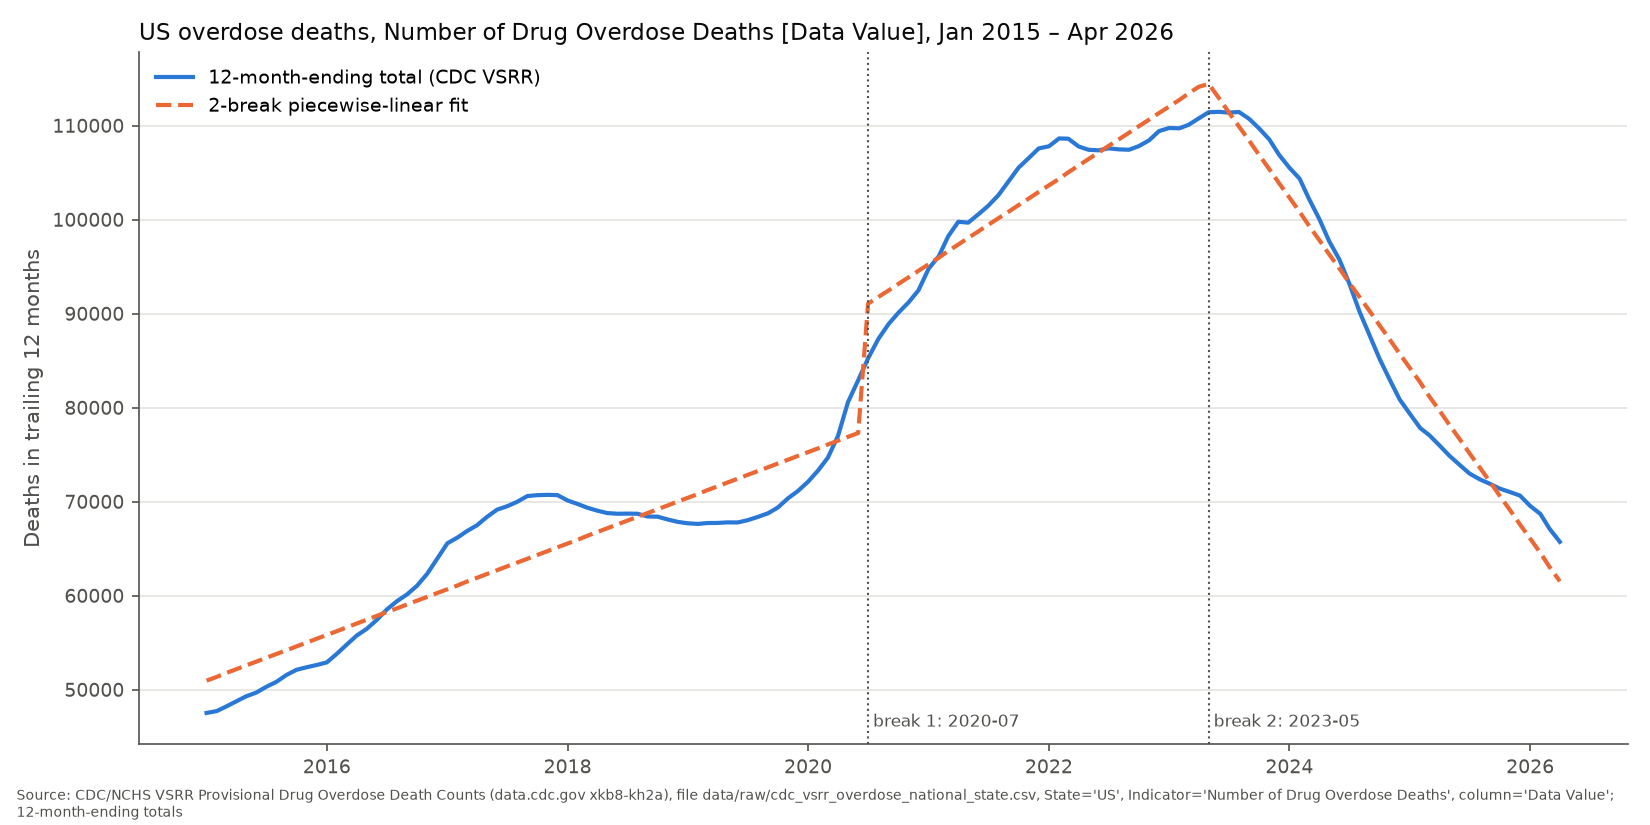 US overdose deaths, Number of Drug Overdose Deaths [Data Value], Jan 2015 – Apr 2026
12-month-ending total (CDC VSRR)
2-break piecewise-linear fit
Deaths in trailing 12 months
110000
100000
90000
80000
70000
60000
50000
break 1: 2020-07
break 2: 2023-05
2016
2018
2020
2022
2024
2026
Source: CDC/NCHS VSRR Provisional Drug Overdose Death Counts (data.cdc.gov xkb8-kh2a), file data/raw/cdc_vsrr_overdose_national_state.csv, State='US', Indicator='Number of Drug Overdose Deaths', column='Data Value';
12-month-ending totals